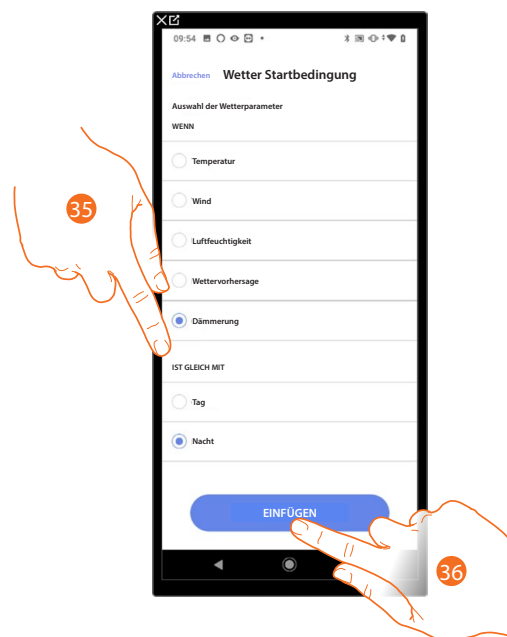 09:54
Abbrechen Wetter Startbedingung
Auswahl der Wetterparameter
WENN
Temperatur
Wind
35
Luftfeuchtigkeit
Wettervorhersage
Dämmerung
IST GLEICH MIT
Tag
Nacht
EINFÜGEN
36